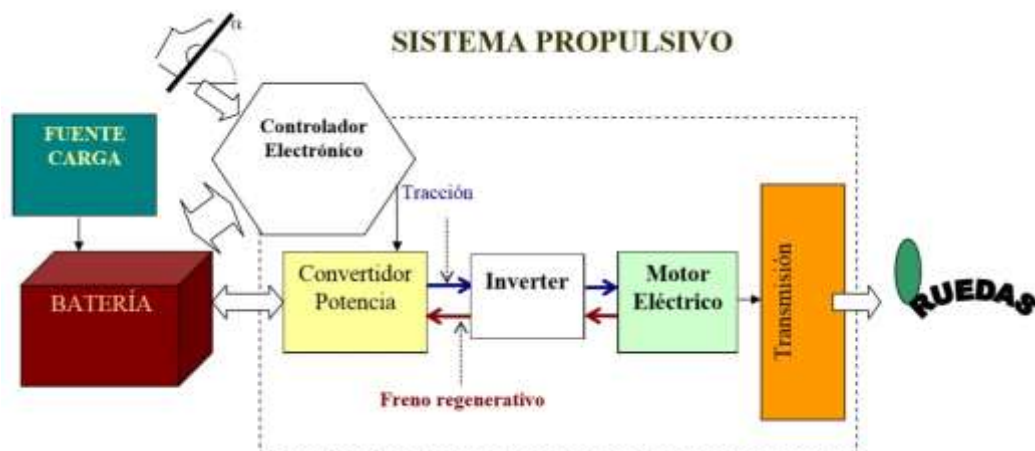 α
SISTEMA PROPULSIVO
Controlador
Electrónico
FUENTE
CARGA
Tracción
BATERÍA
Convertidor
Potencia
Inverter
Motor
Eléctrico
Transmisión
RUEDAS
Freno regenerativo